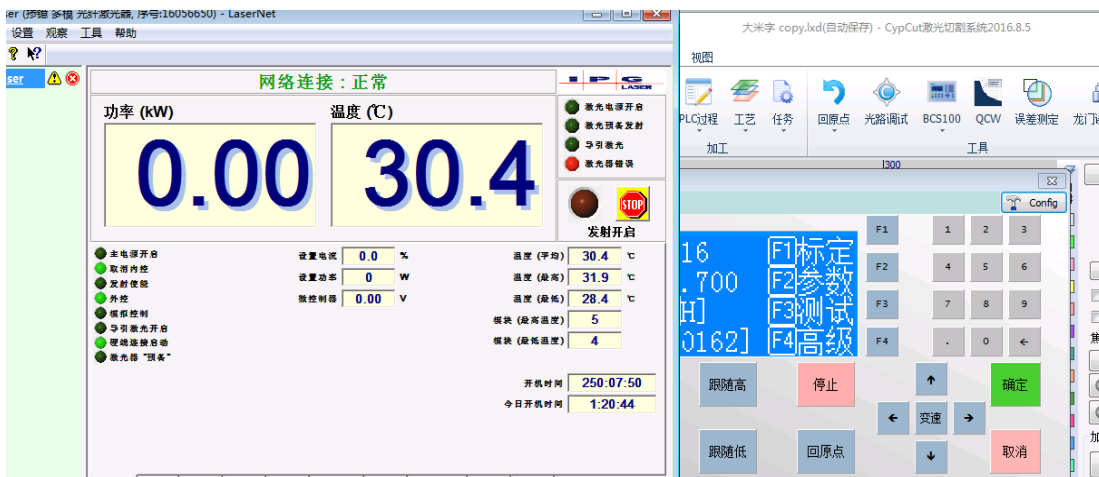 ser (掺镱 多模 光纤激光器, 序号:16056650) - LaserNet
设置 观察 工具 帮助
ser
网络连接:正常
IPG
LASER
功率 (kW)
温度 (℃)
0.00
30.4
激光电源开启
激光预备发射
导引激光
激光器错误
STOP
发射开启
主电源开启
取消内控
发射使能
外控
模拟控制
导引激光开启
硬线连接启动
激光器 "预备"
设置电流 0.0 %
设置功率 0 W
微控制器 0.00 V
温度 (平均) 30.4 ℃
温度 (最高) 31.9 ℃
温度 (最低) 28.4 ℃
模块 (最高温度) 5
模块 (最低温度) 4
开机时间 250:07:50
今日开机时间 1:20:44
大米字 copy.lxd(自动保存) - CypCut激光切割系统2016.8.5
视图
PLC过程 工艺 任务 回原点 光路调试 BCS100 QCW 误差测定
加工 工具
300
Config
16 F1标定
.700 F2参数
H] F3测试
0162] F4高级
F1 1 2 3
F2 4 5 6
F3 7 8 9
F4 . 0 ←
跟随高 停止 ↑ 确定
← 变速 →
跟随低 回原点 ↓ 取消